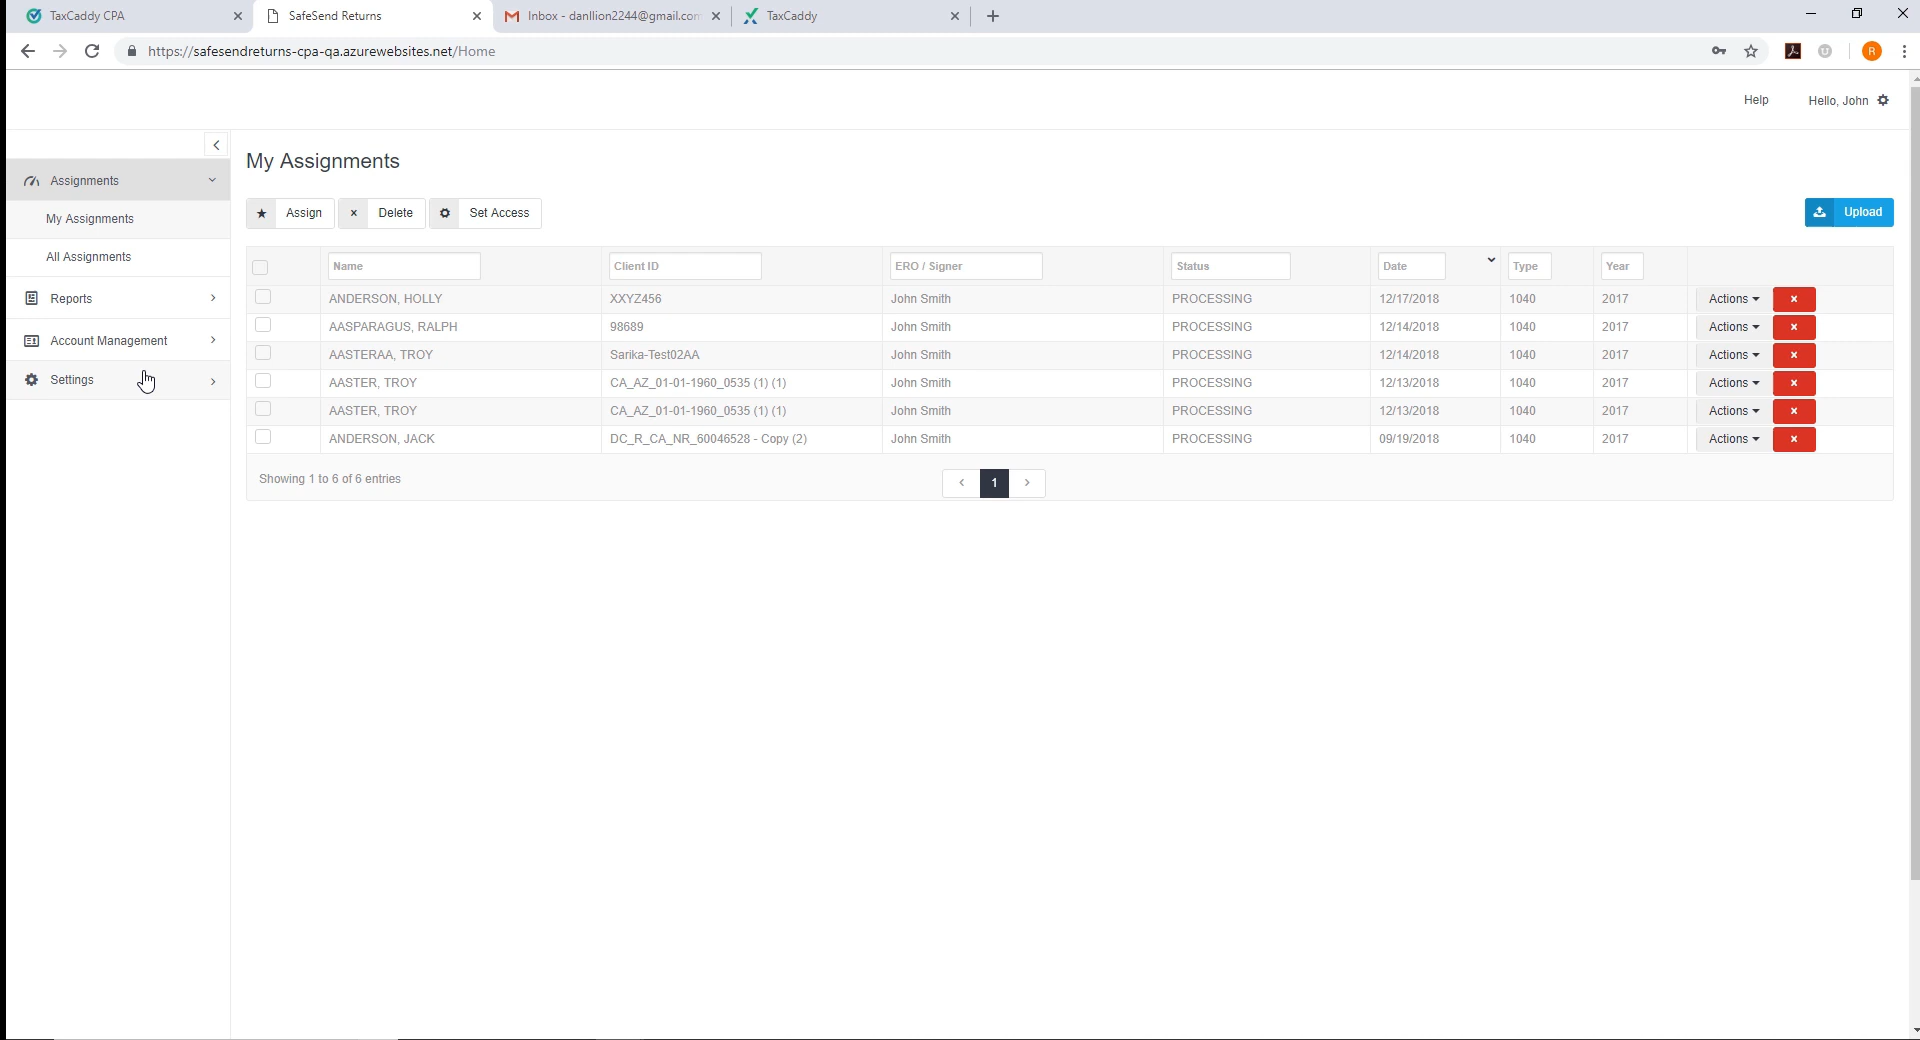 TaxCaddy CPA
SafeSend Returns
Inbox - danllion2244@gmail.com
TaxCaddy
https://safesendreturns-cpa-qa.azurewebsites.net/Home
R
Help
Hello, John
Assignments
My Assignments
All Assignments
Reports
Account Management
Settings
My Assignments
Assign
Delete
Set Access
Upload
Name Client ID ERO / Signer Status Date Type Year
ANDERSON, HOLLY XXYZ456 John Smith PROCESSING 12/17/2018 1040 2017 Actions
AASPARAGUS, RALPH 98689 John Smith PROCESSING 12/14/2018 1040 2017 Actions
AASTERAA, TROY Sarika-Test02AA John Smith PROCESSING 12/14/2018 1040 2017 Actions
AASTER, TROY CA_AZ_01-01-1960_0535 (1) (1) John Smith PROCESSING 12/13/2018 1040 2017 Actions
AASTER, TROY CA_AZ_01-01-1960_0535 (1) (1) John Smith PROCESSING 12/13/2018 1040 2017 Actions
ANDERSON, JACK DC_R_CA_NR_60046528 - Copy (2) John Smith PROCESSING 09/19/2018 1040 2017 Actions
Showing 1 to 6 of 6 entries
1